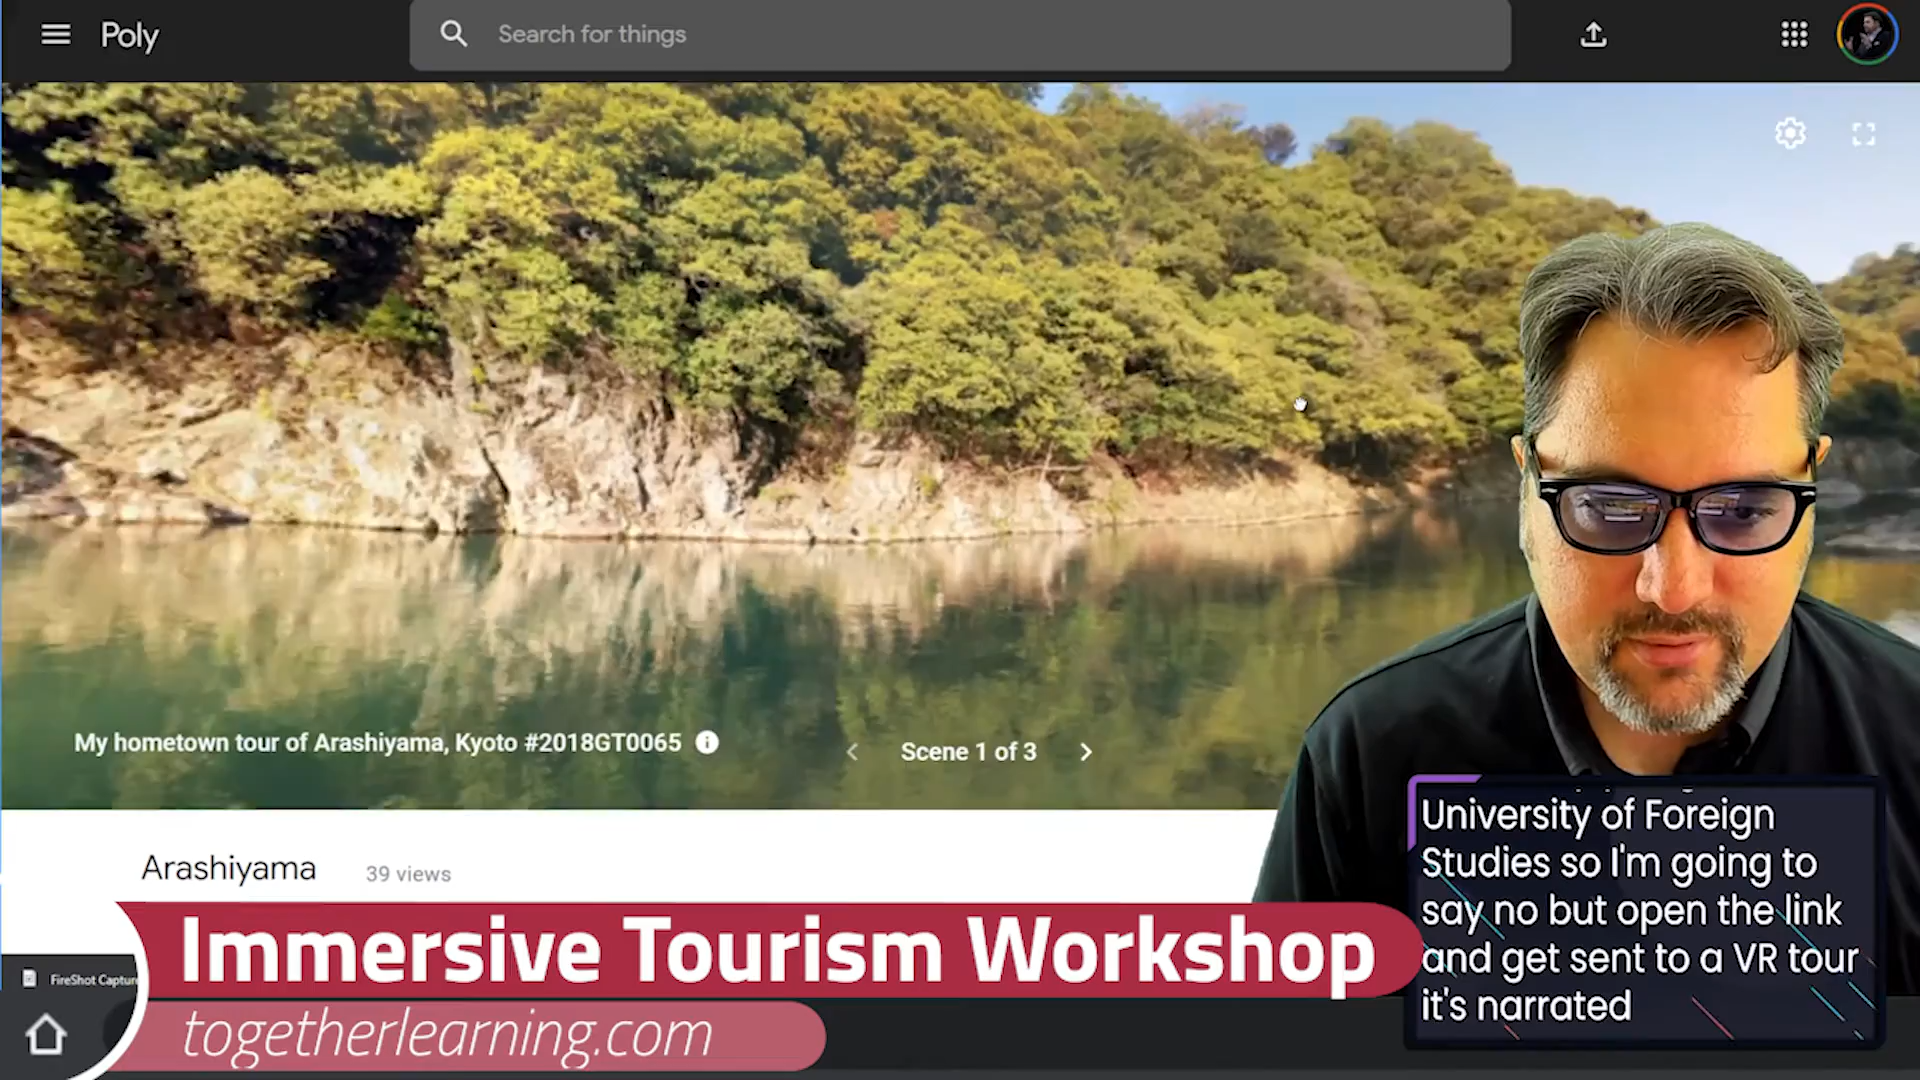 Poly
Search for things
My hometown tour of Arashiyama, Kyoto #2018GT0065
Scene 1 of 3
Arashiyama
39 views
University of Foreign
Studies so I'm going to
say no but open the link
and get sent to a VR tour
it's narrated
Immersive Tourism Workshop
FireShot Capture
togetherlearning.com